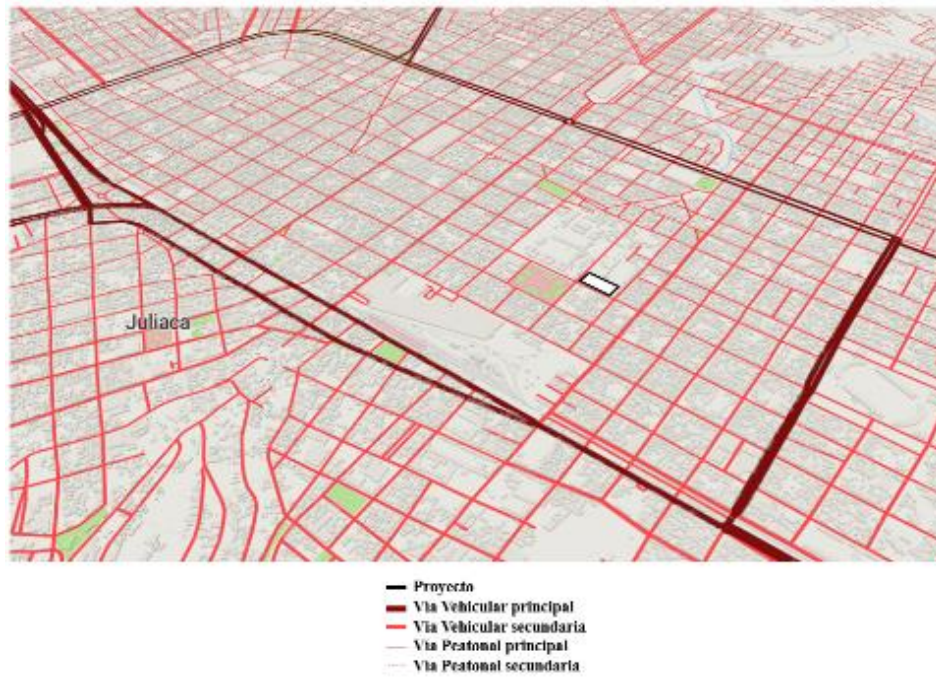 Juliaca
Proyecto
Via Vehicular principal
Via Vehicular secundaria
Via Peatonal principal
Via Peatonal secundaria